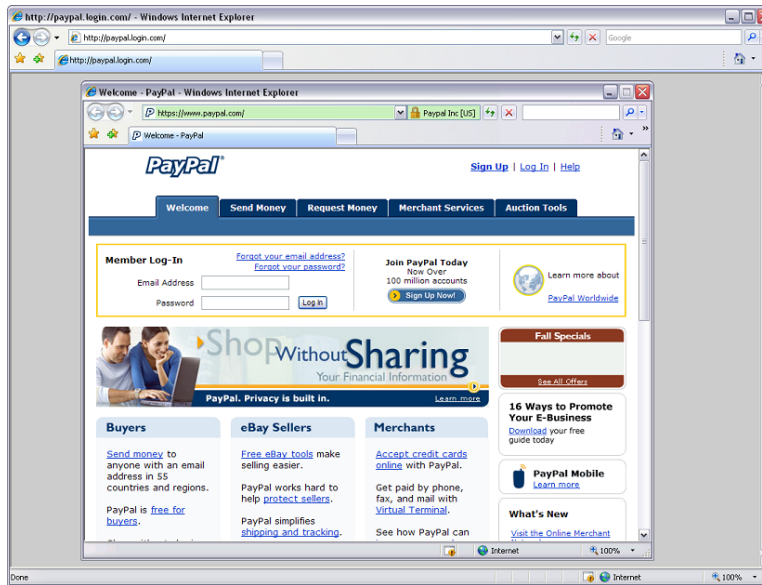 http://paypal.login.com/ - Windows Internet Explorer
http://paypal.login.com/
Google
http://paypal.login.com/
Welcome - PayPal - Windows Internet Explorer
https://www.paypal.com/
Paypal Inc [US]
Welcome - PayPal
PayPal
Sign Up | Log In | Help
Welcome
Send Money
Request Money
Merchant Services
Auction Tools
Member Log-In
Forgot your email address?
Forgot your password?
Email Address
Password
Log In
Join PayPal Today
Now Over
100 million accounts
Sign Up Now!
Learn more about
PayPal Worldwide
Shop Without Sharing
Your Financial Information
PayPal. Privacy is built in.
Learn more
Fall Specials
See All Offers
16 Ways to Promote
Your E-Business
Download your free
guide today
PayPal Mobile
Learn more
What's New
Visit the Online Merchant
Buyers
Send money to
anyone with an email
address in 55
countries and regions.
PayPal is free for
buyers.
eBay Sellers
Free eBay tools make
selling easier.
PayPal works hard to
help protect sellers.
PayPal simplifies
shipping and tracking.
Merchants
Accept credit cards
online with PayPal.
Get paid by phone,
fax, and mail with
Virtual Terminal.
See how PayPal can
Internet
100%
Done
Internet
100%